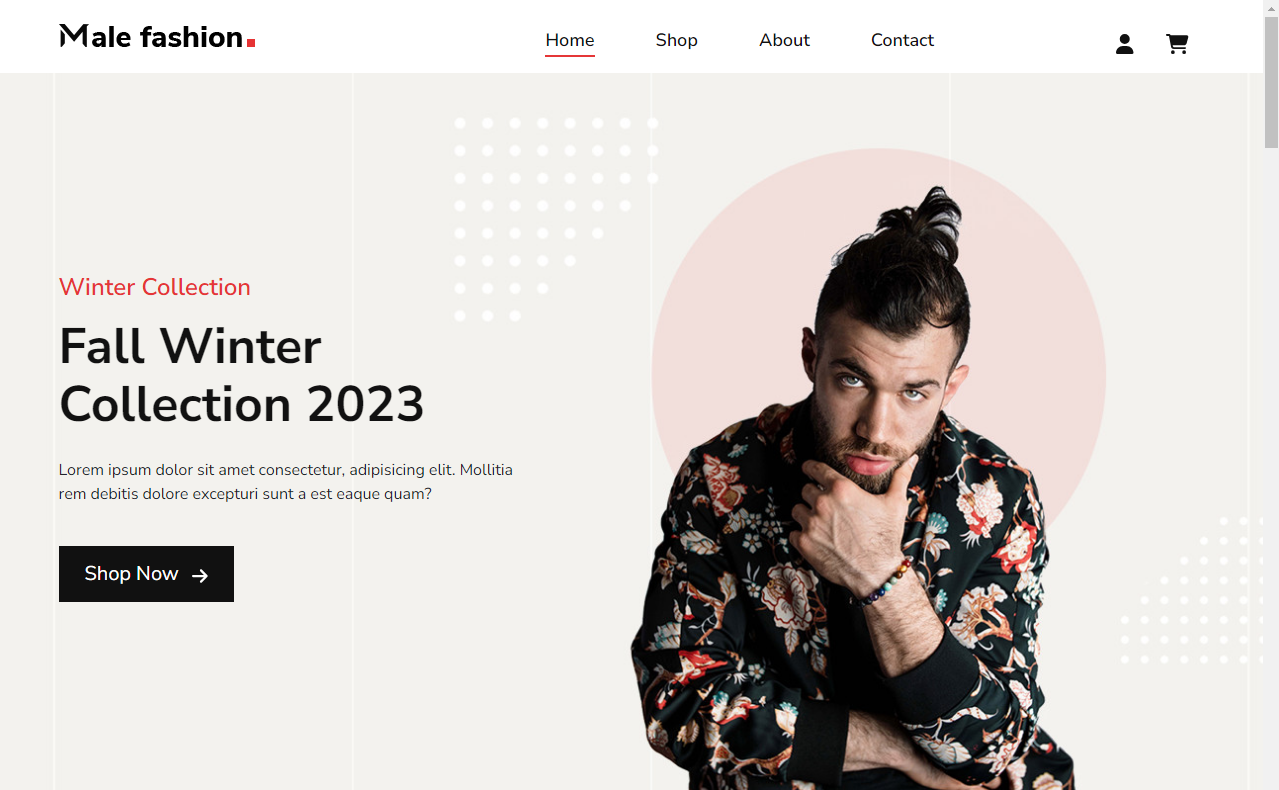 Male fashion
Home Shop About Contact
Winter Collection
Fall Winter
Collection 2023
Lorem ipsum dolor sit amet consectetur, adipisicing elit. Mollitia
rem debitis dolore excepturi sunt a est eaque quam?
Shop Now